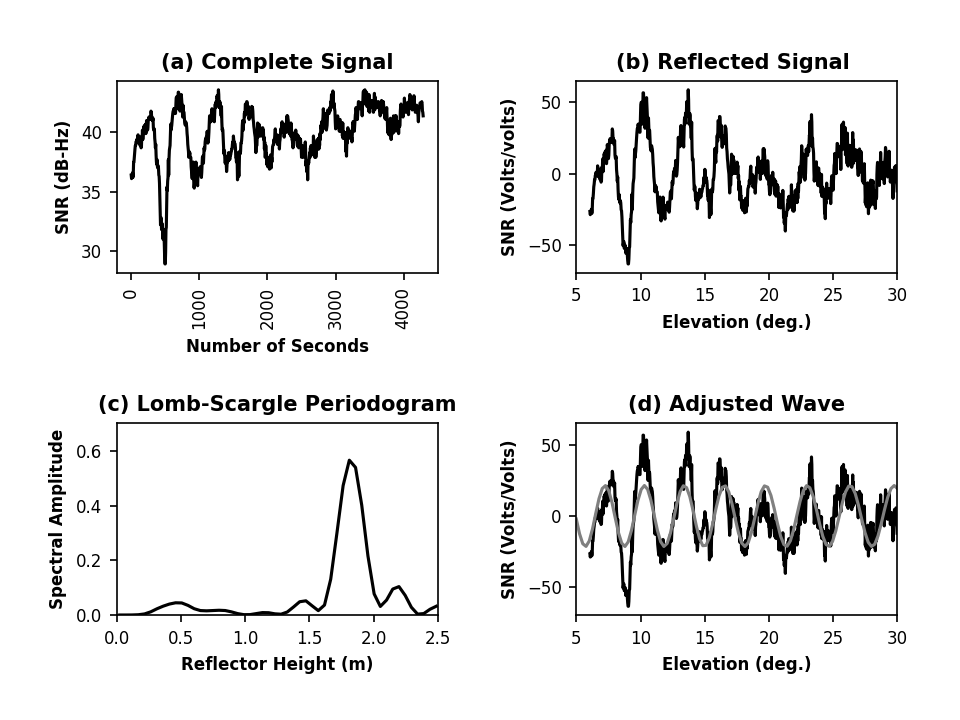 (a) Complete Signal
SNR (dB-Hz)
40
35
30
0
1000
2000
3000
4000
Number of Seconds
(b) Reflected Signal
SNR (Volts/volts)
50
0
−50
5 10 15 20 25 30
Elevation (deg.)
(c) Lomb-Scargle Periodogram
Spectral Amplitude
0.6
0.4
0.2
0.0
0.0 0.5 1.0 1.5 2.0 2.5
Reflector Height (m)
(d) Adjusted Wave
SNR (Volts/Volts)
50
0
−50
5 10 15 20 25 30
Elevation (deg.)